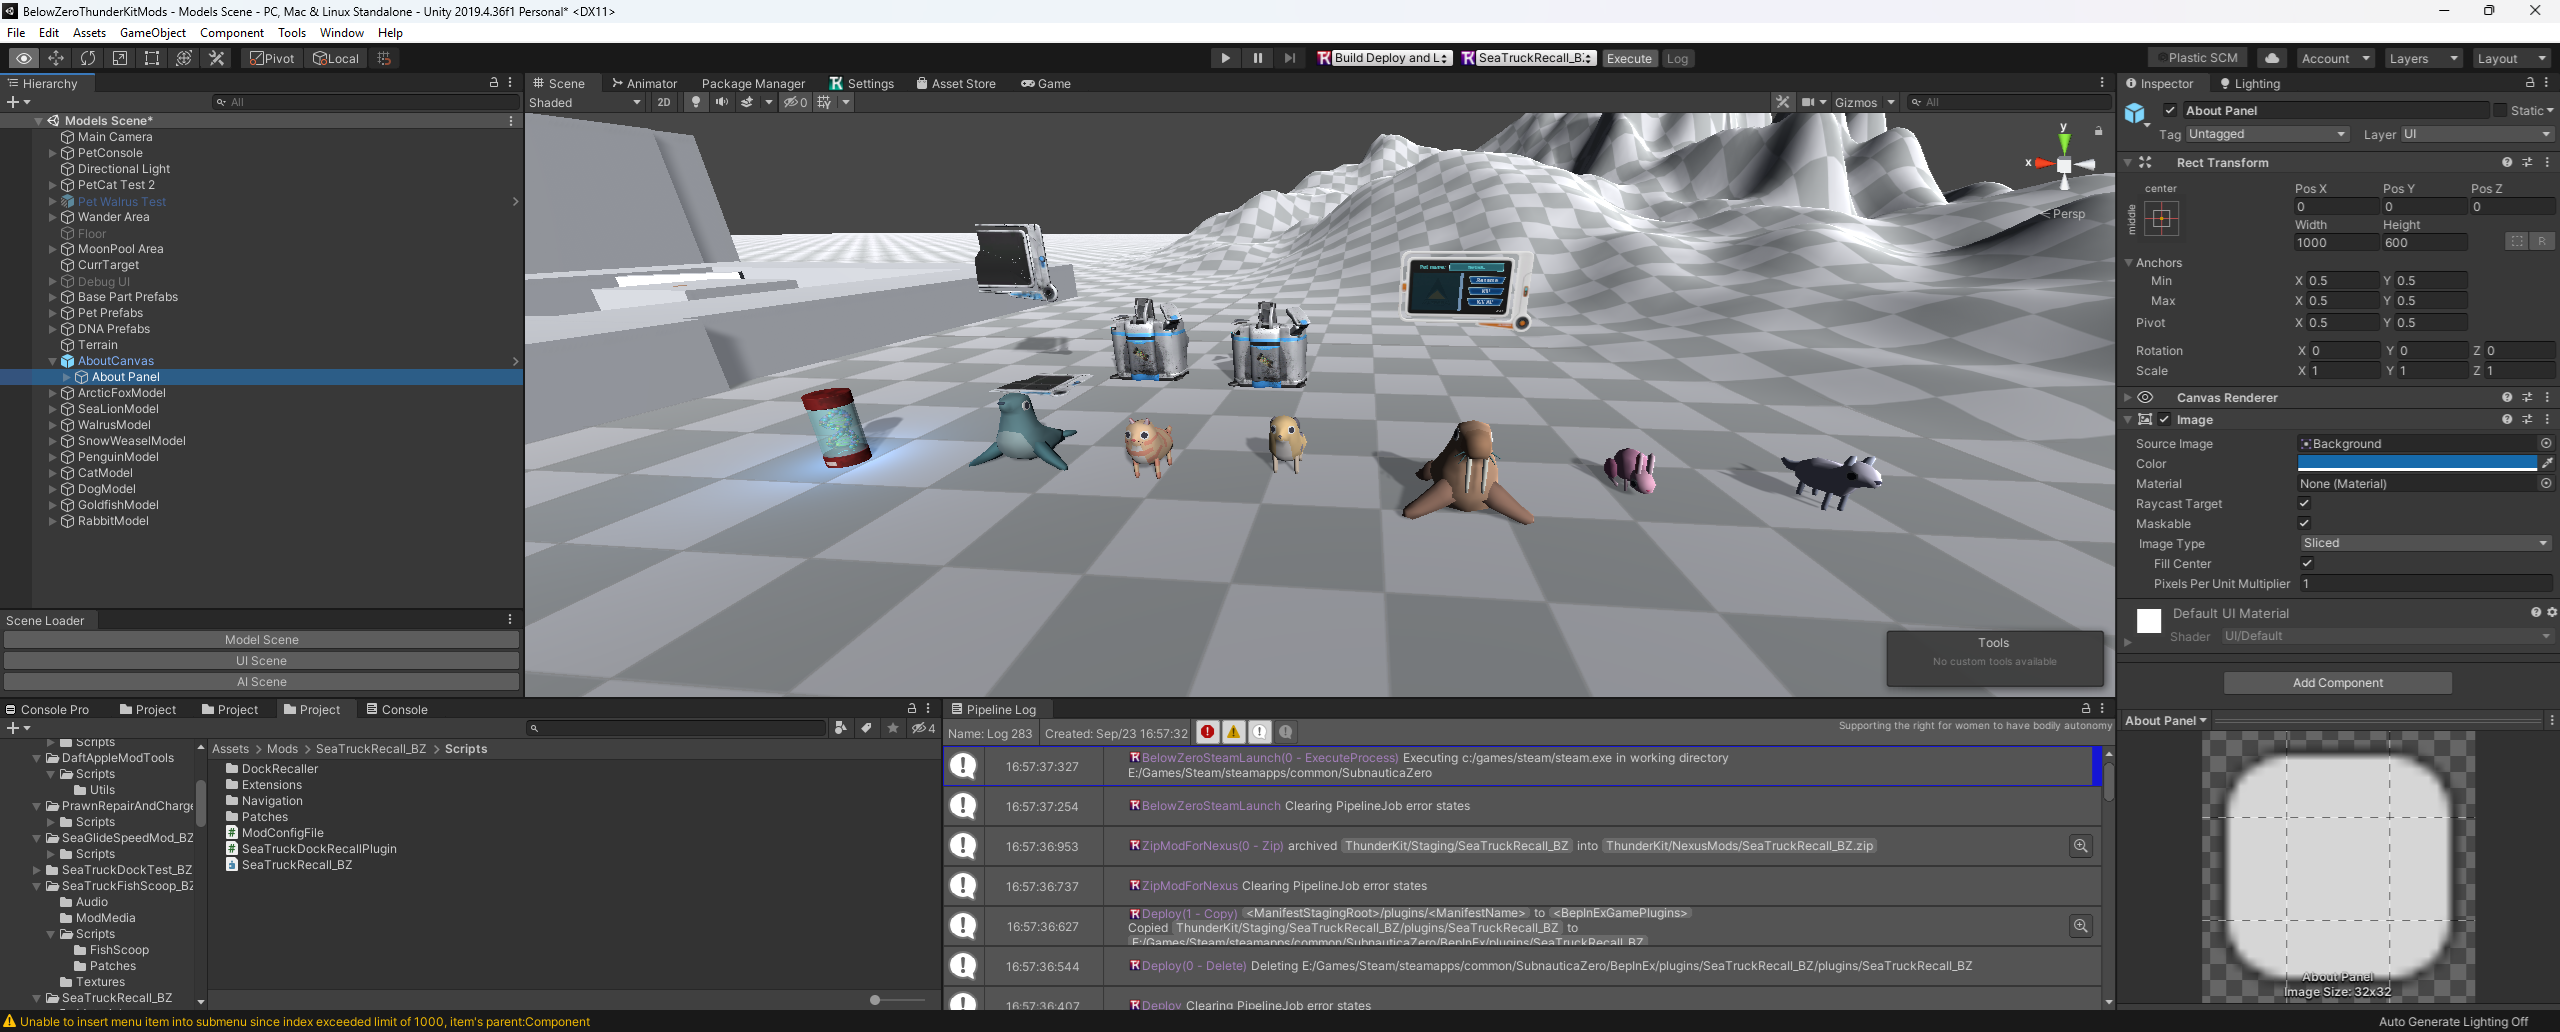 BelowZeroThunderKitMods - Models Scene - PC, Mac & Linux Standalone - Unity 2019.4.36f1 Personal* <DX11>
File Edit Assets GameObject Component Tools Window Help
Pivot Local
Build Deploy and L SeaTruckRecall_B Execute Log
Plastic SCM Account Layers Layout
Hierarchy
All
Models Scene*
Main Camera
PetConsole
Directional Light
PetCat Test 2
Pet Walrus Test
Wander Area
Floor
MoonPool Area
CurrTarget
Debug UI
Base Part Prefabs
Pet Prefabs
DNA Prefabs
Terrain
AboutCanvas
About Panel
ArcticFoxModel
SeaLionModel
WalrusModel
SnowWeaselModel
PenguinModel
CatModel
DogModel
GoldfishModel
RabbitModel
Scene Loader
Model Scene
UI Scene
AI Scene
Scene Animator Package Manager Settings Asset Store Game
Shaded 2D 0 Gizmos All
y
x
Persp
Pet name:
Rename
Tools
No custom tools available
Inspector Lighting
About Panel Static
Tag Untagged Layer UI
Rect Transform
center
middle
Pos X Pos Y Pos Z
0 0 0
Width Height
1000 600
R
Anchors
Min X 0.5 Y 0.5
Max X 0.5 Y 0.5
Pivot X 0.5 Y 0.5
Rotation X 0 Y 0 Z 0
Scale X 1 Y 1 Z 1
Canvas Renderer
Image
Source Image Background
Color
Material None (Material)
Raycast Target
Maskable
Image Type Sliced
Fill Center
Pixels Per Unit Multiplier 1
Default UI Material
Shader UI/Default
Add Component
About Panel
About Panel
Image Size: 32x32
Console Pro Project Project Project Console
4
Scripts
DaftAppleModTools
Scripts
Utils
PrawnRepairAndCharge
Scripts
SeaGlideSpeedMod_BZ
Scripts
SeaTruckDockTest_BZ
SeaTruckFishScoop_BZ
Audio
ModMedia
Scripts
FishScoop
Patches
Textures
SeaTruckRecall_BZ
Assets > Mods > SeaTruckRecall_BZ > Scripts
DockRecaller
Extensions
Navigation
Patches
ModConfigFile
SeaTruckDockRecallPlugin
SeaTruckRecall_BZ
Pipeline Log
Name: Log 283 Created: Sep/23 16:57:32
Supporting the right for women to have bodily autonomy
16:57:37:327 BelowZeroSteamLaunch(0 - ExecuteProcess) Executing c:/games/steam/steam.exe in working directory
E:/Games/Steam/steamapps/common/SubnauticaZero
16:57:37:254 BelowZeroSteamLaunch Clearing PipelineJob error states
16:57:36:953 ZipModForNexus(0 - Zip) archived ThunderKit/Staging/SeaTruckRecall_BZ into ThunderKit/NexusMods/SeaTruckRecall_BZ.zip
16:57:36:737 ZipModForNexus Clearing PipelineJob error states
16:57:36:627 Deploy(1 - Copy) <ManifestStagingRoot>/plugins/<ManifestName> to <BepInExGamePlugins>
Copied ThunderKit/Staging/SeaTruckRecall_BZ/plugins/SeaTruckRecall_BZ to
E:/Games/Steam/steamapps/common/SubnauticaZero/BepInEx/plugins/SeaTruckRecall_BZ
16:57:36:544 Deploy(0 - Delete) Deleting E:/Games/Steam/steamapps/common/SubnauticaZero/BepInEx/plugins/SeaTruckRecall_BZ/plugins/SeaTruckRecall_BZ
16:57:36:407 Deploy Clearing PipelineJob error states
Unable to insert menu item into submenu since index exceeded limit of 1000, item's parent:Component
Auto Generate Lighting Off